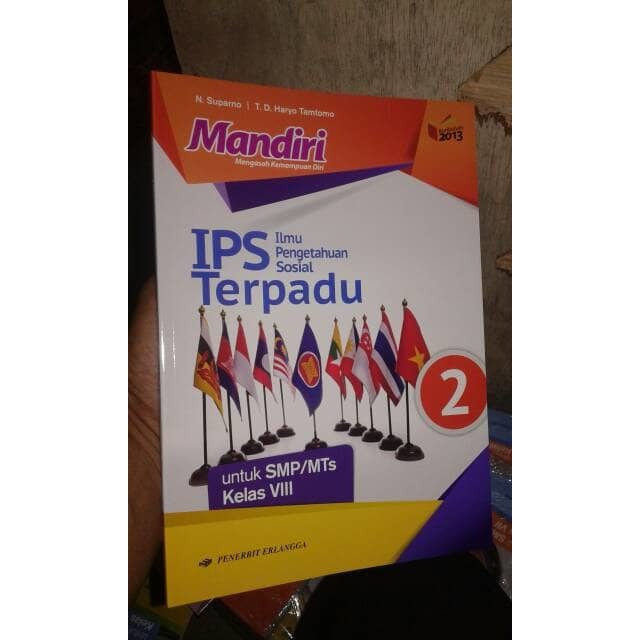 N. Suparno | T. D. Haryo Tamtomo
Kurikulum
2013
Mandiri
Mengasah Kemampuan Diri
IPS
Ilmu
Pengetahuan
Sosial
Terpadu
2
untuk SMP/MTs
Kelas VIII
PENERBIT ERLANGGA